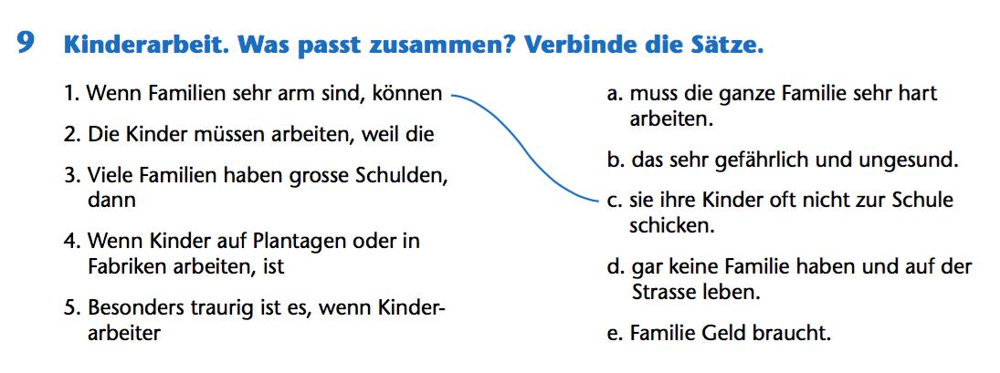 9 Kinderarbeit. Was passt zusammen? Verbinde die Sätze.
1. Wenn Familien sehr arm sind, können
2. Die Kinder müssen arbeiten, weil die
3. Viele Familien haben grosse Schulden,
dann
4. Wenn Kinder auf Plantagen oder in
Fabriken arbeiten, ist
5. Besonders traurig ist es, wenn Kinder-
arbeiter
a. muss die ganze Familie sehr hart
arbeiten.
b. das sehr gefährlich und ungesund.
c. sie ihre Kinder oft nicht zur Schule
schicken.
d. gar keine Familie haben und auf der
Strasse leben.
e. Familie Geld braucht.